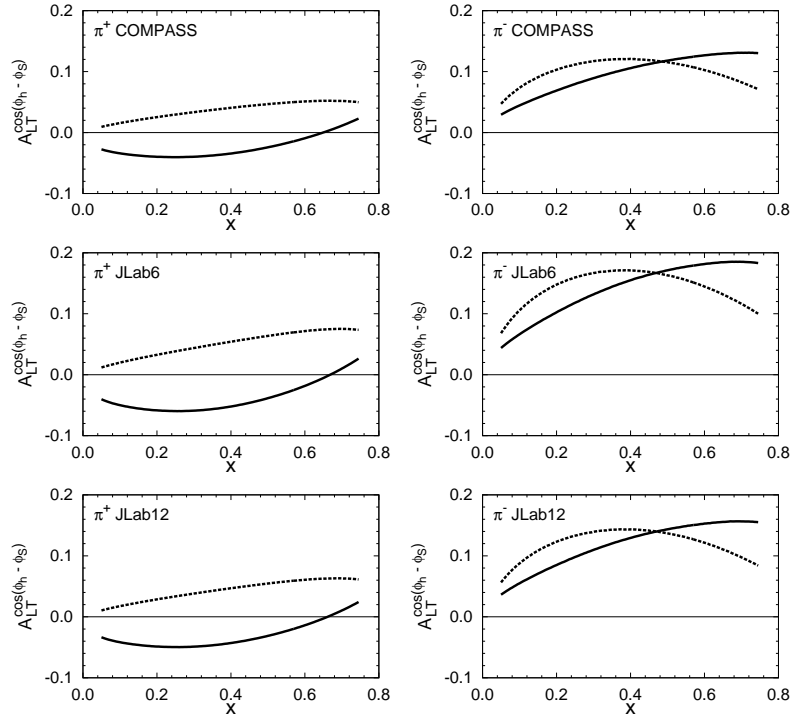 π+ COMPASS
A_LT^cos(ϕh - ϕS)
0.2
0.1
0.0
-0.1
0.0 0.2 0.4 0.6 0.8
x
π- COMPASS
A_LT^cos(ϕh - ϕS)
0.2
0.1
0.0
-0.1
0.0 0.2 0.4 0.6 0.8
x
π+ JLab6
A_LT^cos(ϕh - ϕS)
0.2
0.1
0.0
-0.1
0.0 0.2 0.4 0.6 0.8
x
π- JLab6
A_LT^cos(ϕh - ϕS)
0.2
0.1
0.0
-0.1
0.0 0.2 0.4 0.6 0.8
x
π+ JLab12
A_LT^cos(ϕh - ϕS)
0.2
0.1
0.0
-0.1
0.0 0.2 0.4 0.6 0.8
x
π- JLab12
A_LT^cos(ϕh - ϕS)
0.2
0.1
0.0
-0.1
0.0 0.2 0.4 0.6 0.8
x